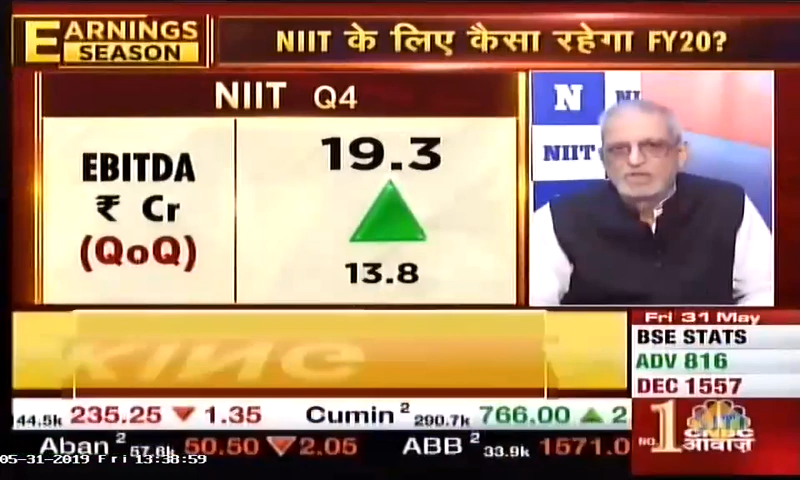 EARNINGS
SEASON
NIIT के लिए कैसा रहेगा FY20?
NIIT Q4
EBITDA
₹ Cr
(QoQ)
19.3
13.8
N
NIIT
Fri 31 May
BSE STATS
ADV 816
DEC 1557
44.5k 235.25 ▼ 1.35 Cumin 2 290.7k 766.00 ▲ 2
Aban 2 57.8k 50.50 ▼ 2.05 ABB 2 33.9k 1571.0
NO. 1 CNBC
आवाज़
05-31-2019 Fri 13:38:59